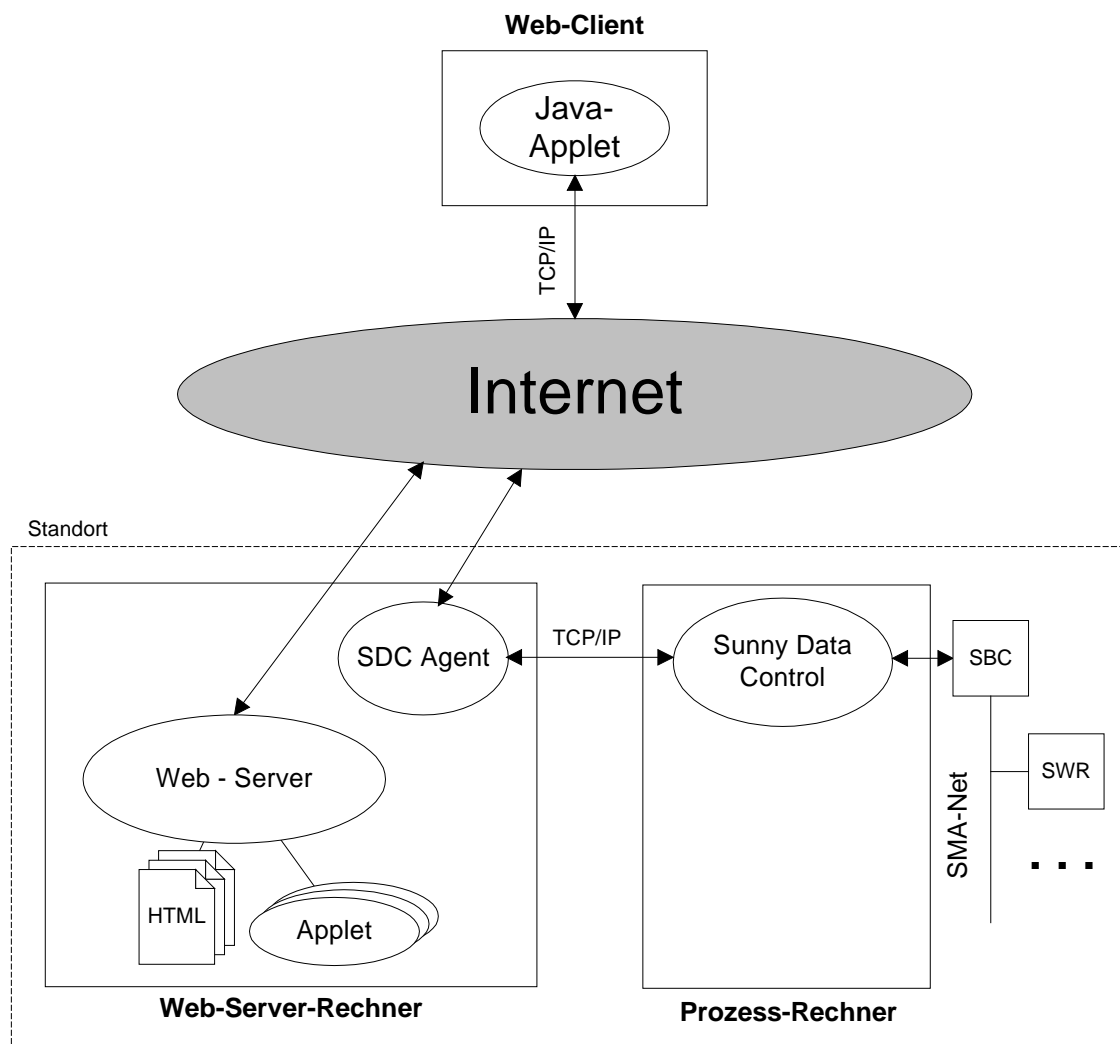 Web-Client
Java-
Applet
TCP/IP
Internet
Standort
SDC Agent
TCP/IP
Sunny Data
Control
SBC
Web - Server
SWR
SMA-Net
. . .
HTML
Applet
Web-Server-Rechner
Prozess-Rechner